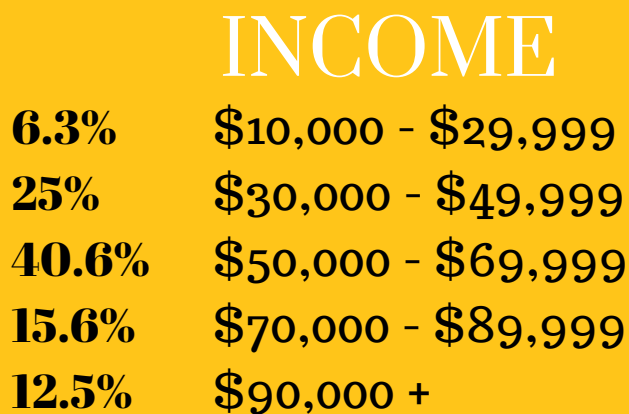 INCOME
6.3% $10,000 - $29,999
25% $30,000 - $49,999
40.6% $50,000 - $69,999
15.6% $70,000 - $89,999
12.5% $90,000 +